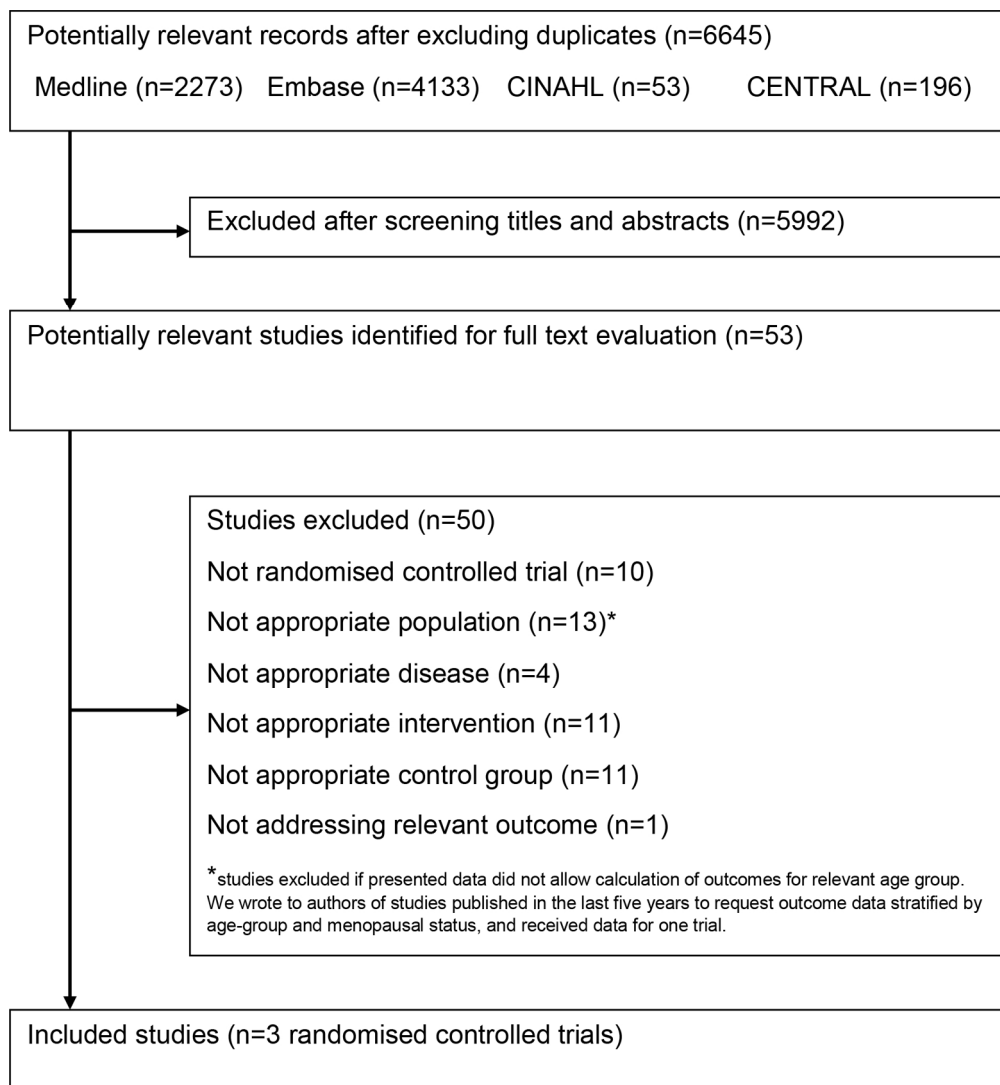 Potentially relevant records after excluding duplicates (n=6645)
Medline (n=2273) Embase (n=4133) CINAHL (n=53) CENTRAL (n=196)
Excluded after screening titles and abstracts (n=5992)
Potentially relevant studies identified for full text evaluation (n=53)
Studies excluded (n=50)
Not randomised controlled trial (n=10)
Not appropriate population (n=13)*
Not appropriate disease (n=4)
Not appropriate intervention (n=11)
Not appropriate control group (n=11)
Not addressing relevant outcome (n=1)
*studies excluded if presented data did not allow calculation of outcomes for relevant age group.
We wrote to authors of studies published in the last five years to request outcome data stratified by
age-group and menopausal status, and received data for one trial.
Included studies (n=3 randomised controlled trials)